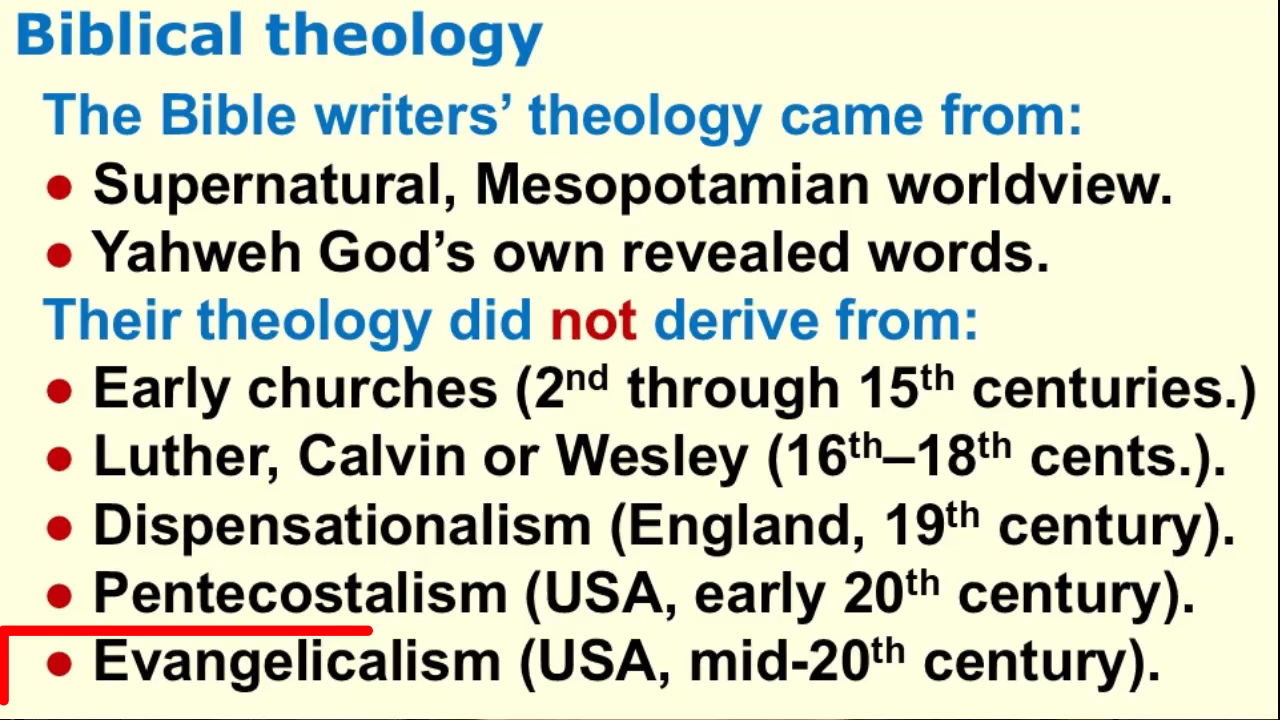 Biblical theology
The Bible writers’ theology came from:
● Supernatural, Mesopotamian worldview.
● Yahweh God’s own revealed words.
Their theology did not derive from:
● Early churches (2nd through 15th centuries.)
● Luther, Calvin or Wesley (16th–18th cents.).
● Dispensationalism (England, 19th century).
● Pentecostalism (USA, early 20th century).
● Evangelicalism (USA, mid-20th century).